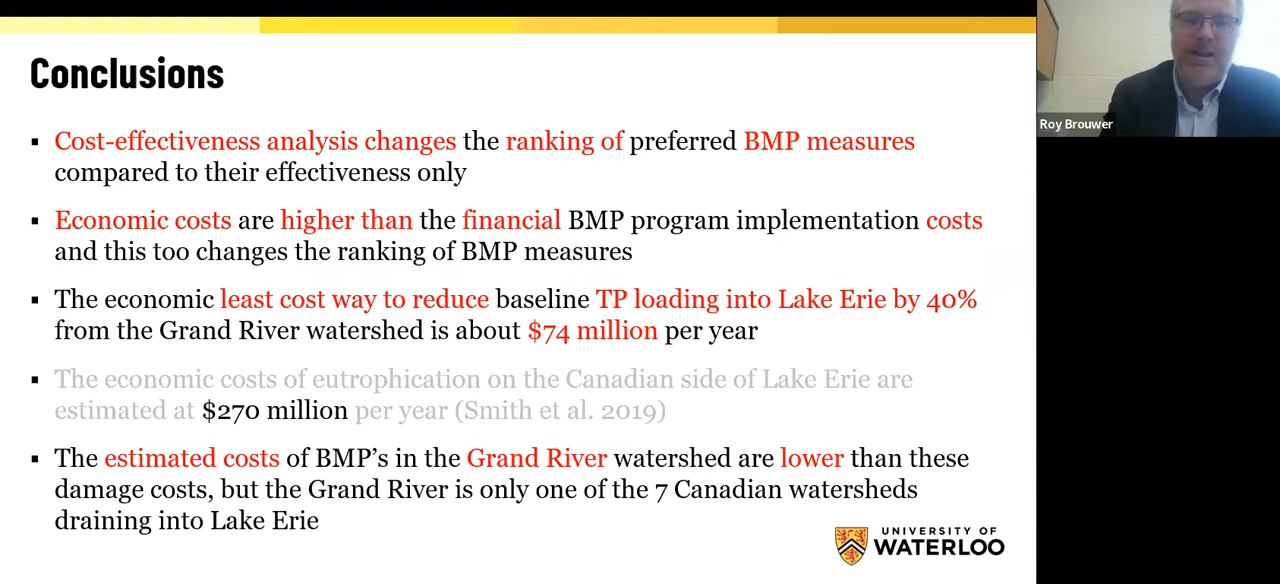 Conclusions
▪ Cost-effectiveness analysis changes the ranking of preferred BMP measures
compared to their effectiveness only
▪ Economic costs are higher than the financial BMP program implementation costs
and this too changes the ranking of BMP measures
▪ The economic least cost way to reduce baseline TP loading into Lake Erie by 40%
from the Grand River watershed is about $74 million per year
▪ The economic costs of eutrophication on the Canadian side of Lake Erie are
estimated at $270 million per year (Smith et al. 2019)
▪ The estimated costs of BMP’s in the Grand River watershed are lower than these
damage costs, but the Grand River is only one of the 7 Canadian watersheds
draining into Lake Erie
UNIVERSITY OF
WATERLOO
Roy Brouwer